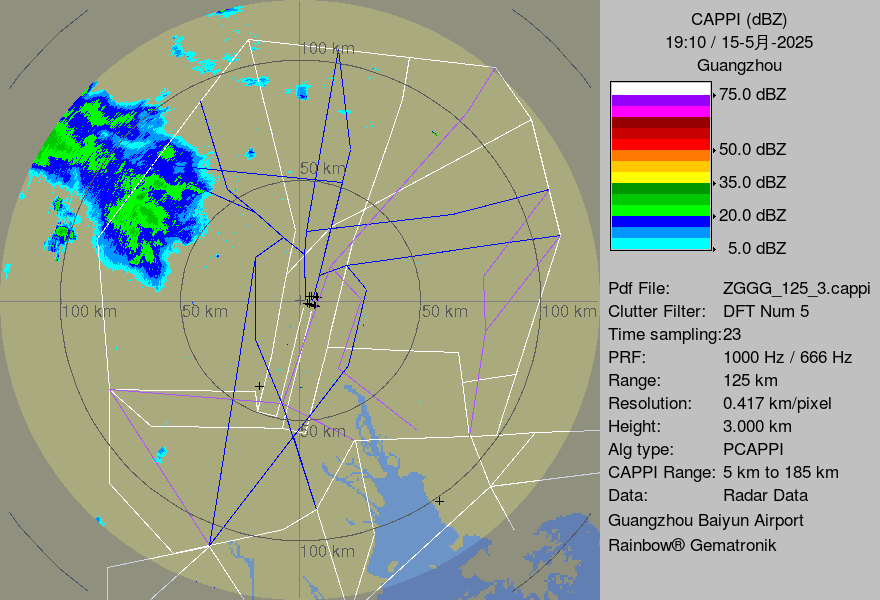 CAPPI (dBZ)
19:10 / 15-5月-2025
Guangzhou
75.0 dBZ
50.0 dBZ
35.0 dBZ
20.0 dBZ
5.0 dBZ
Pdf File: ZGGG_125_3.cappi
Clutter Filter: DFT Num 5
Time sampling:23
PRF: 1000 Hz / 666 Hz
Range: 125 km
Resolution: 0.417 km/pixel
Height: 3.000 km
Alg type: PCAPPI
CAPPI Range: 5 km to 185 km
Data: Radar Data
Guangzhou Baiyun Airport
Rainbow® Gematronik
100 km
50 km
100 km
50 km
50 km
100 km
50 km
100 km